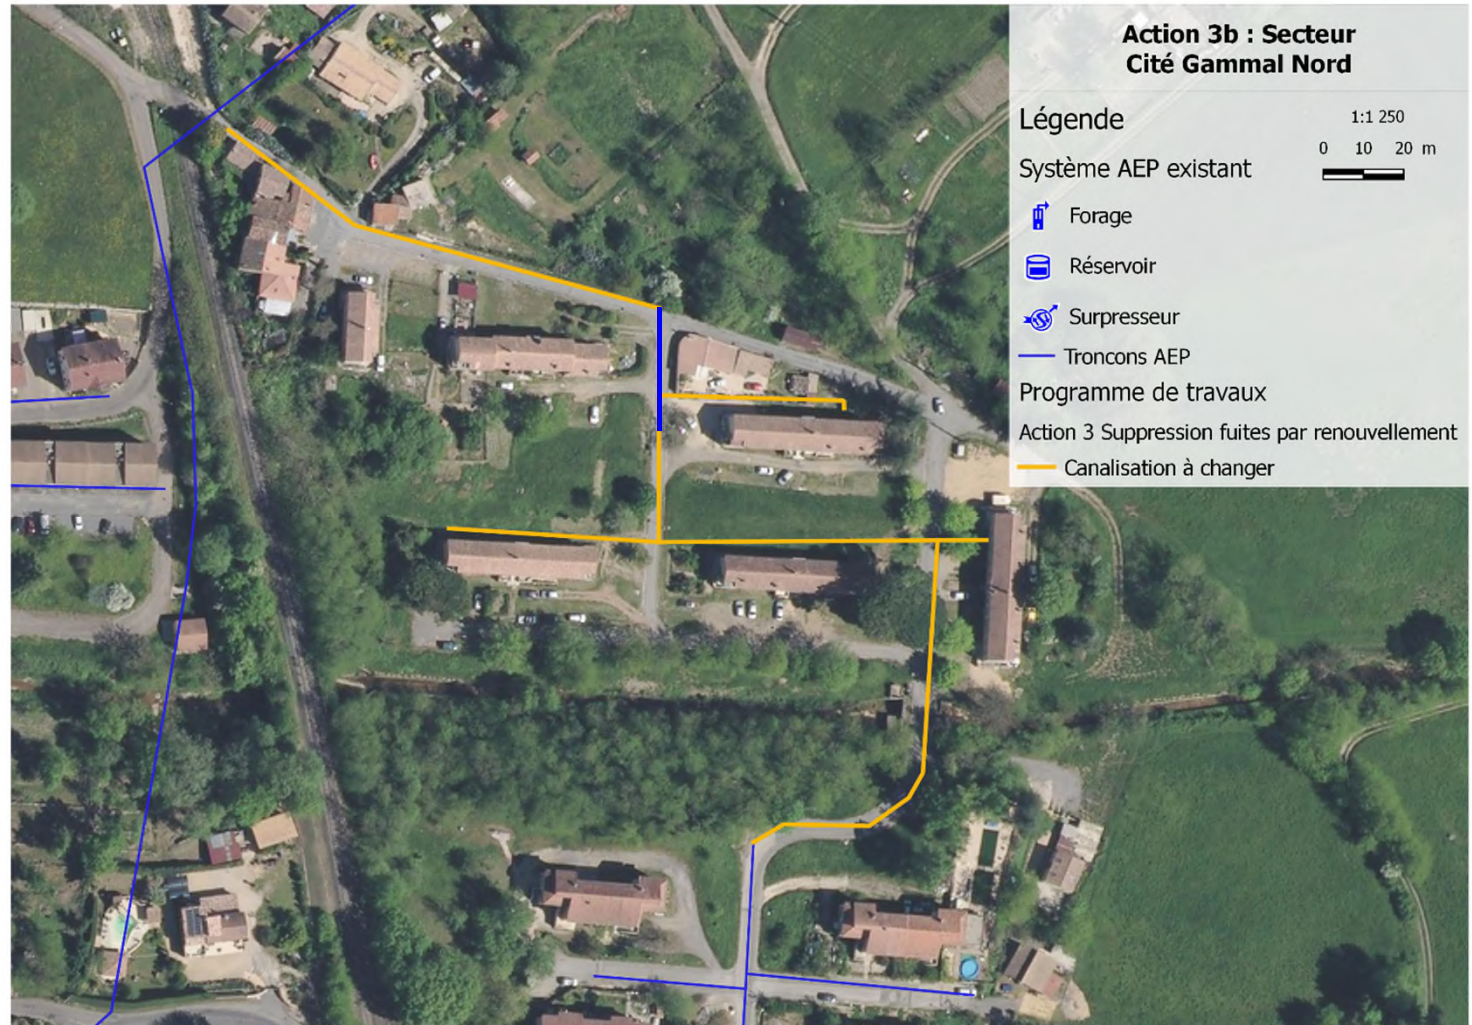 Action 3b : Secteur
Cité Gammal Nord
Légende
1:1 250
0 10 20 m
Système AEP existant
Forage
Réservoir
Surpresseur
Troncons AEP
Programme de travaux
Action 3 Suppression fuites par renouvellement
Canalisation à changer